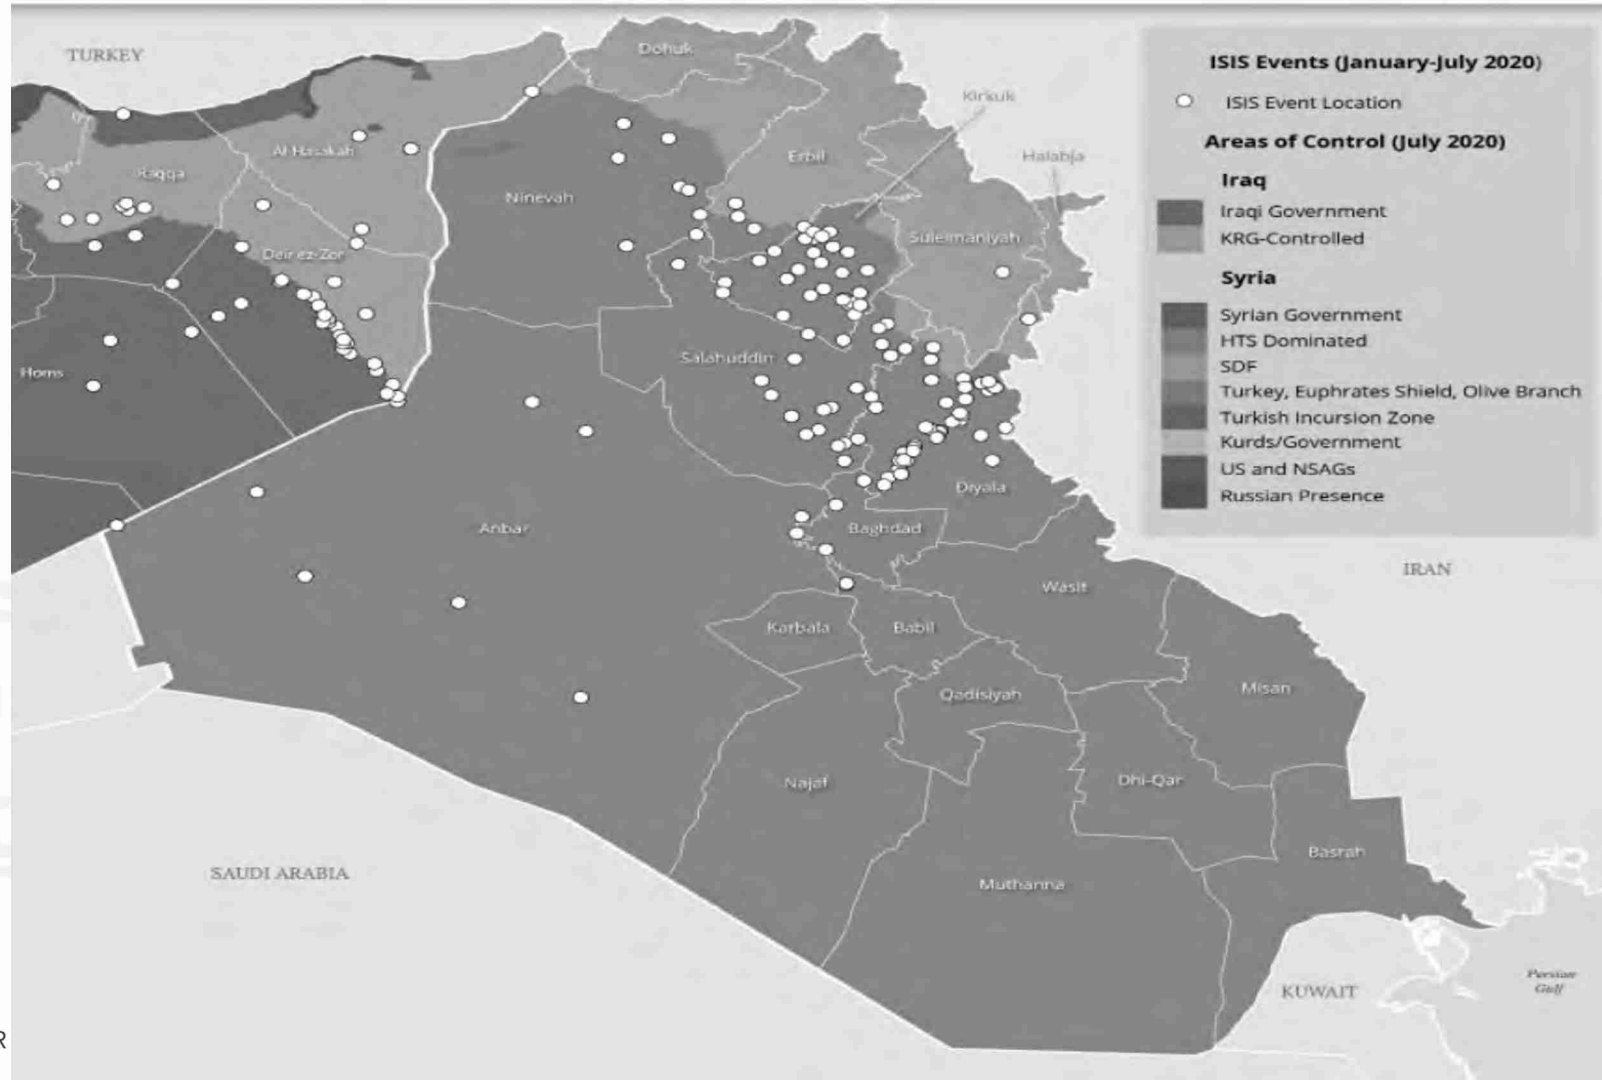 TURKEY
Dohuk
ISIS Events (January-July 2020)
Kirkuk
ISIS Event Location
Areas of Control (July 2020)
Al-Hasakah
Erbil
Halabja
Raqqa
Iraq
Ninevah
Iraqi Government
Suleimaniyah
KRG-Controlled
Deir ez-Zor
Syria
Syrian Government
HTS Dominated
Salahuddin
SDF
Homs
Turkey, Euphrates Shield, Olive Branch
Turkish Incursion Zone
Kurds/Government
US and NSAGs
Diyala
Russian Presence
Anbar
Baghdad
IRAN
Wasit
Karbala
Babil
Misan
Qadisiyah
Najaf
Dhi-Qar
Basrah
SAUDI ARABIA
Muthanna
Persian
Gulf
KUWAIT
R